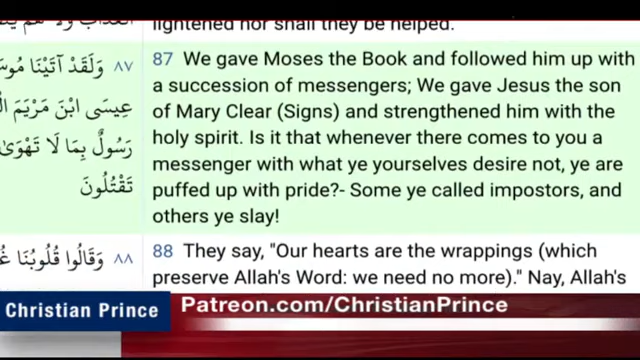 lightened nor shall they be helped.
٨٧ وَلَقَدْ آتَيْنَا
عِيسَى ابْنَ مَرْيَمَ
رَسُولٌ بِمَا لَا تَهْوَىٰ
تَقْتُلُونَ
87 We gave Moses the Book and followed him up with
a succession of messengers; We gave Jesus the son
of Mary Clear (Signs) and strengthened him with the
holy spirit. Is it that whenever there comes to you a
messenger with what ye yourselves desire not, ye are
puffed up with pride?- Some ye called impostors, and
others ye slay!
٨٨ وَقَالُوا قُلُوبُنَا
88 They say, "Our hearts are the wrappings (which
preserve Allah's Word: we need no more)." Nay, Allah's
Christian Prince
Patreon.com/ChristianPrince